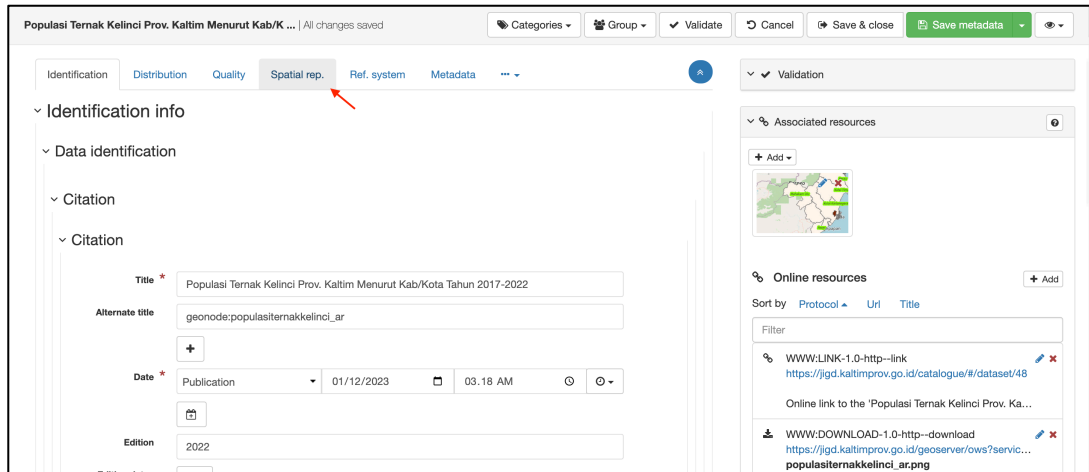 Populasi Ternak Kelinci Prov. Kaltim Menurut Kab/K ... | All changes saved
Categories
Group
Validate
Cancel
Save & close
Save metadata
Identification
Distribution
Quality
Spatial rep.
Ref. system
Metadata
Validation
Identification info
Associated resources
Data identification
+ Add
Citation
Citation
Title *
Populasi Ternak Kelinci Prov. Kaltim Menurut Kab/Kota Tahun 2017-2022
Online resources
+ Add
Alternate title
geonode:populasiternakkelinci_ar
Sort by Protocol Url Title
Filter
+
Date *
Publication
01/12/2023
03.18 AM
WWW:LINK-1.0-http--link
https://jigd.kaltimprov.go.id/catalogue/#/dataset/48
Online link to the 'Populasi Ternak Kelinci Prov. Ka...
Edition
2022
WWW:DOWNLOAD-1.0-http--download
https://jigd.kaltimprov.go.id/geoserver/ows?servic...
populasiternakkelinci_ar.png